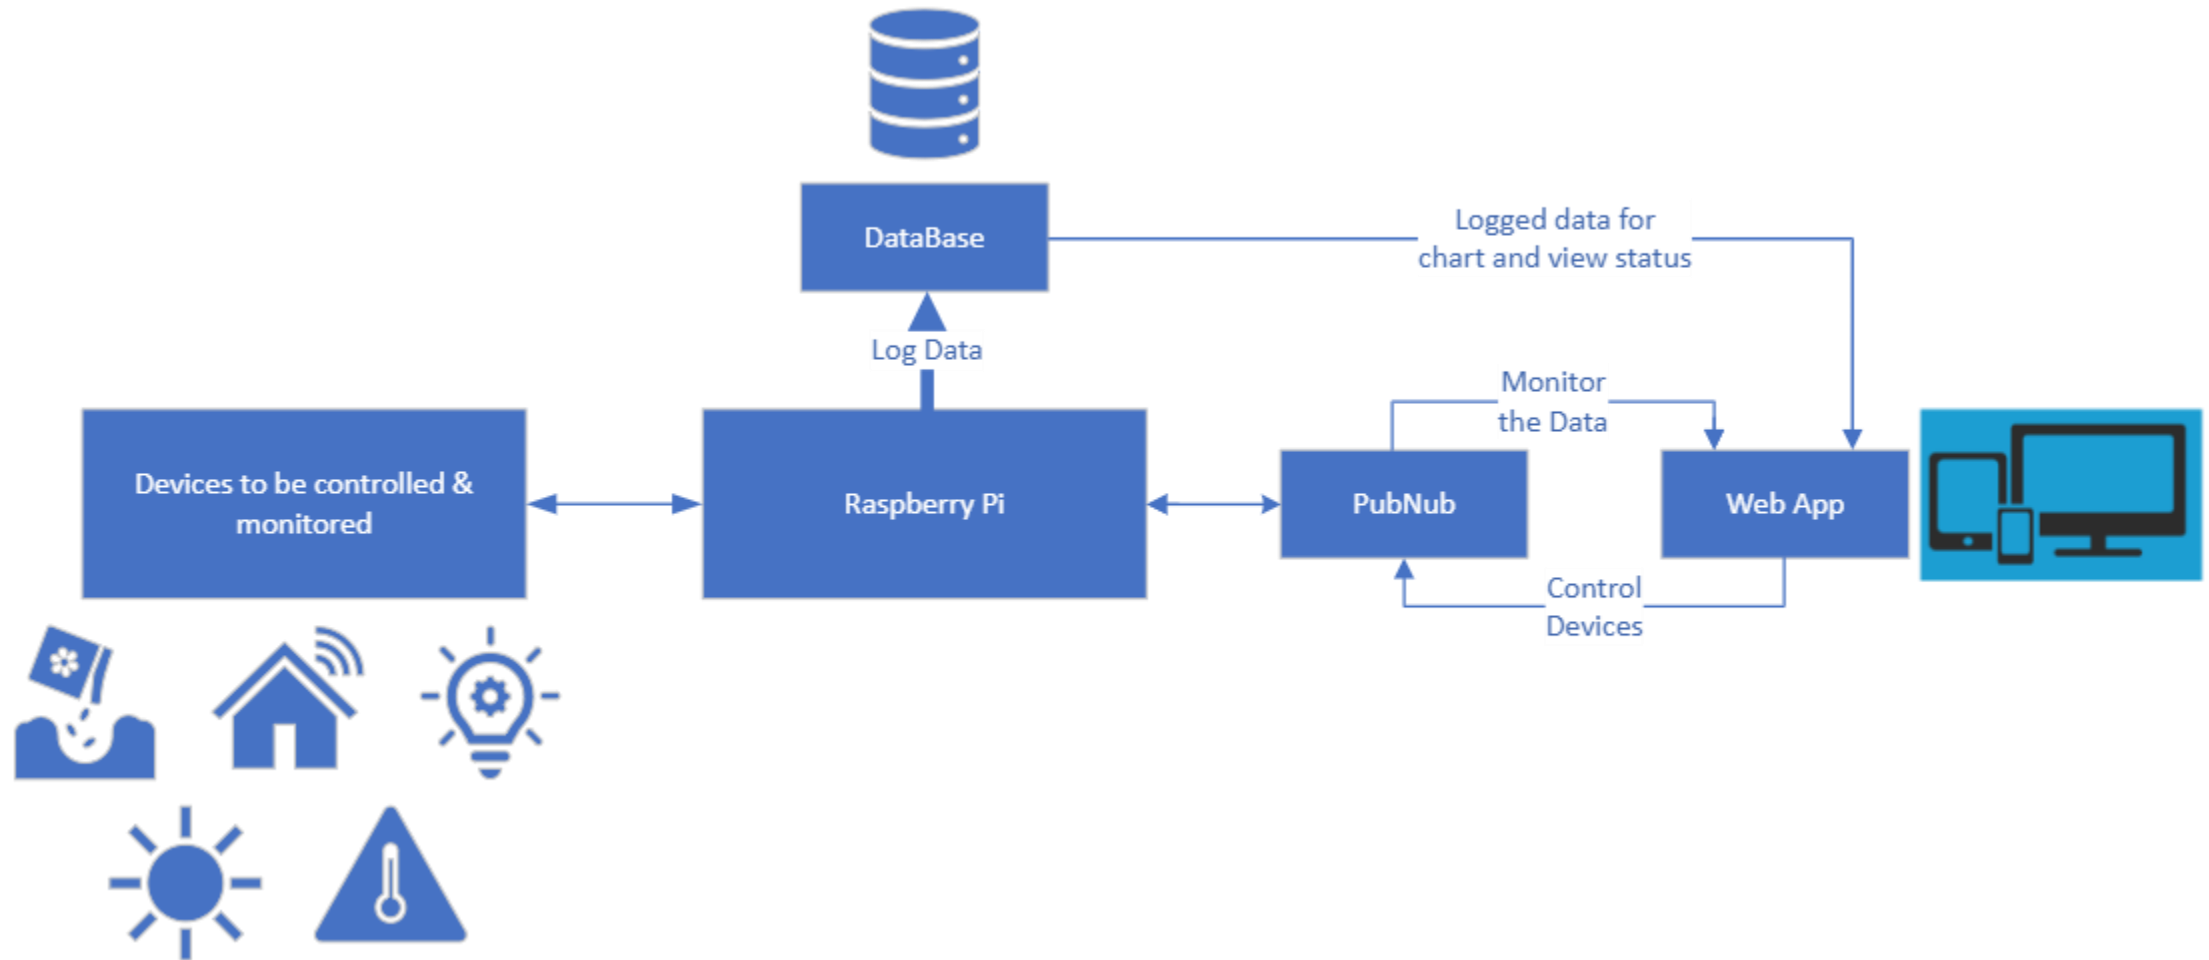 DataBase
Logged data for
chart and view status
Log Data
Monitor
the Data
Devices to be controlled &
monitored
Raspberry Pi
PubNub
Web App
Control
Devices